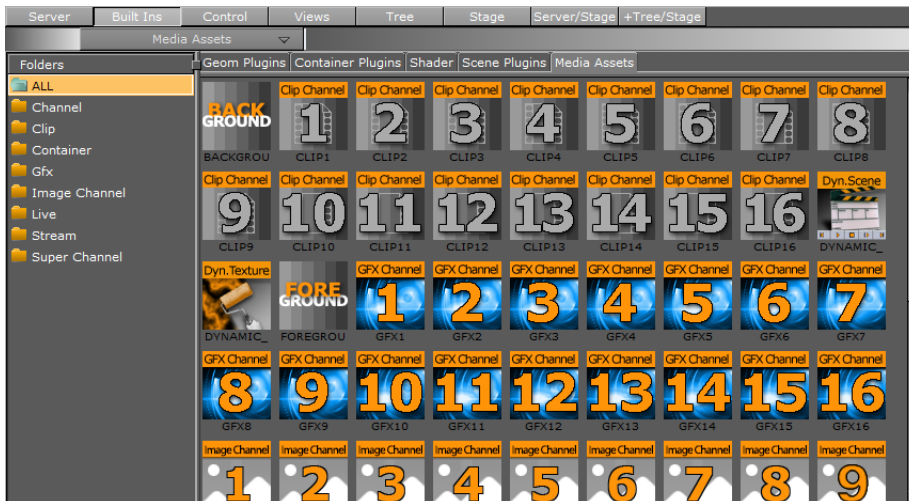 Server Built Ins Control Views Tree Stage Server/Stage +Tree/Stage
Media Assets
Folders
Geom Plugins Container Plugins Shader Scene Plugins Media Assets
ALL
Channel
Clip
Container
Gfx
Image Channel
Live
Stream
Super Channel
BACK GROUND Clip Channel 1 Clip Channel 2 Clip Channel 3 Clip Channel 4 Clip Channel 5 Clip Channel 6 Clip Channel 7 Clip Channel 8
BACKGROU CLIP1 CLIP2 CLIP3 CLIP4 CLIP5 CLIP6 CLIP7 CLIP8
Clip Channel Clip Channel Clip Channel Clip Channel Clip Channel Clip Channel Clip Channel Clip Channel Dyn.Scene
9 10 11 12 13 14 15 16
CLIP9 CLIP10 CLIP11 CLIP12 CLIP13 CLIP14 CLIP15 CLIP16 DYNAMIC_
Dyn.Texture FORE GROUND GFX Channel GFX Channel GFX Channel GFX Channel GFX Channel GFX Channel GFX Channel
1 2 3 4 5 6 7
DYNAMIC_ FOREGROU GFX1 GFX2 GFX3 GFX4 GFX5 GFX6 GFX7
GFX Channel GFX Channel GFX Channel GFX Channel GFX Channel GFX Channel GFX Channel GFX Channel GFX Channel
8 9 10 11 12 13 14 15 16
GFX8 GFX9 GFX10 GFX11 GFX12 GFX13 GFX14 GFX15 GFX16
Image Channel Image Channel Image Channel Image Channel Image Channel Image Channel Image Channel Image Channel Image Channel
1 2 3 4 5 6 7 8 9